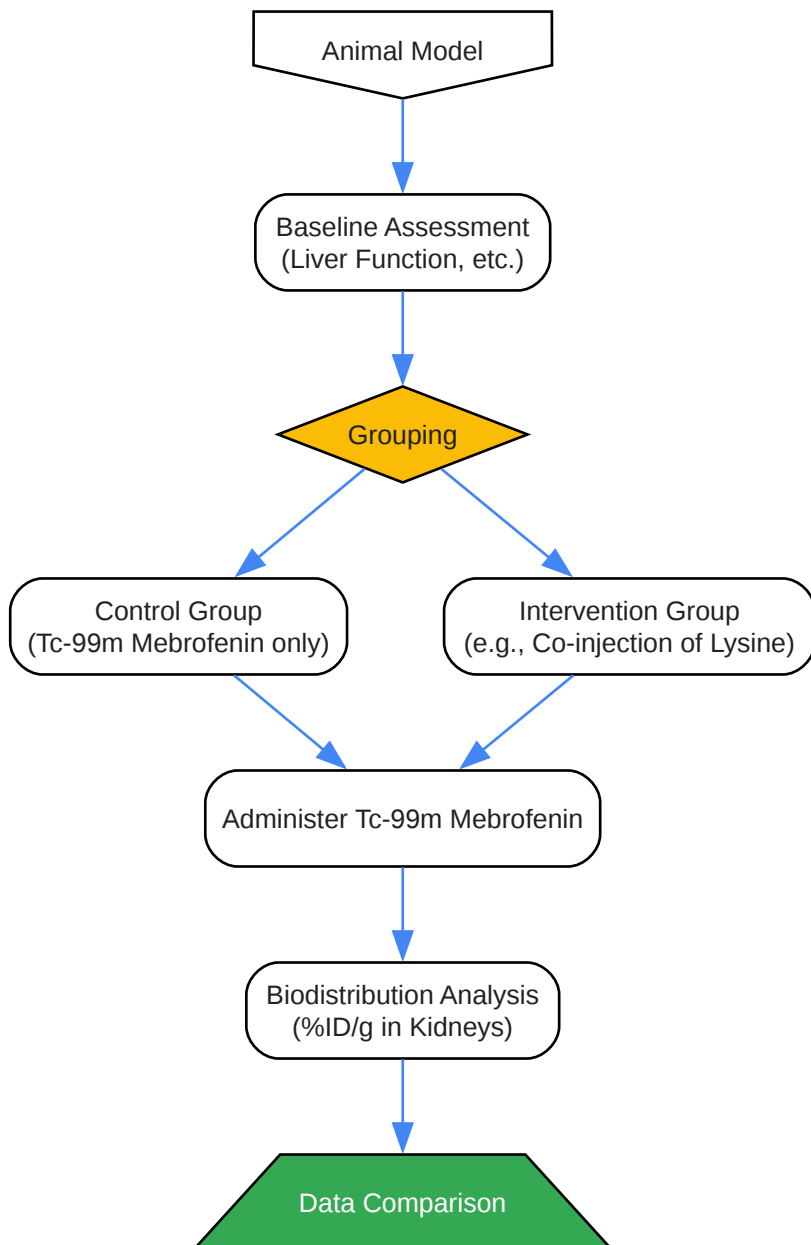 Animal Model
Baseline Assessment
(Liver Function, etc.)
Grouping
Control Group
(Tc-99m Mebrofenin only)
Intervention Group
(e.g., Co-injection of Lysine)
Administer Tc-99m Mebrofenin
Biodistribution Analysis
(%ID/g in Kidneys)
Data Comparison